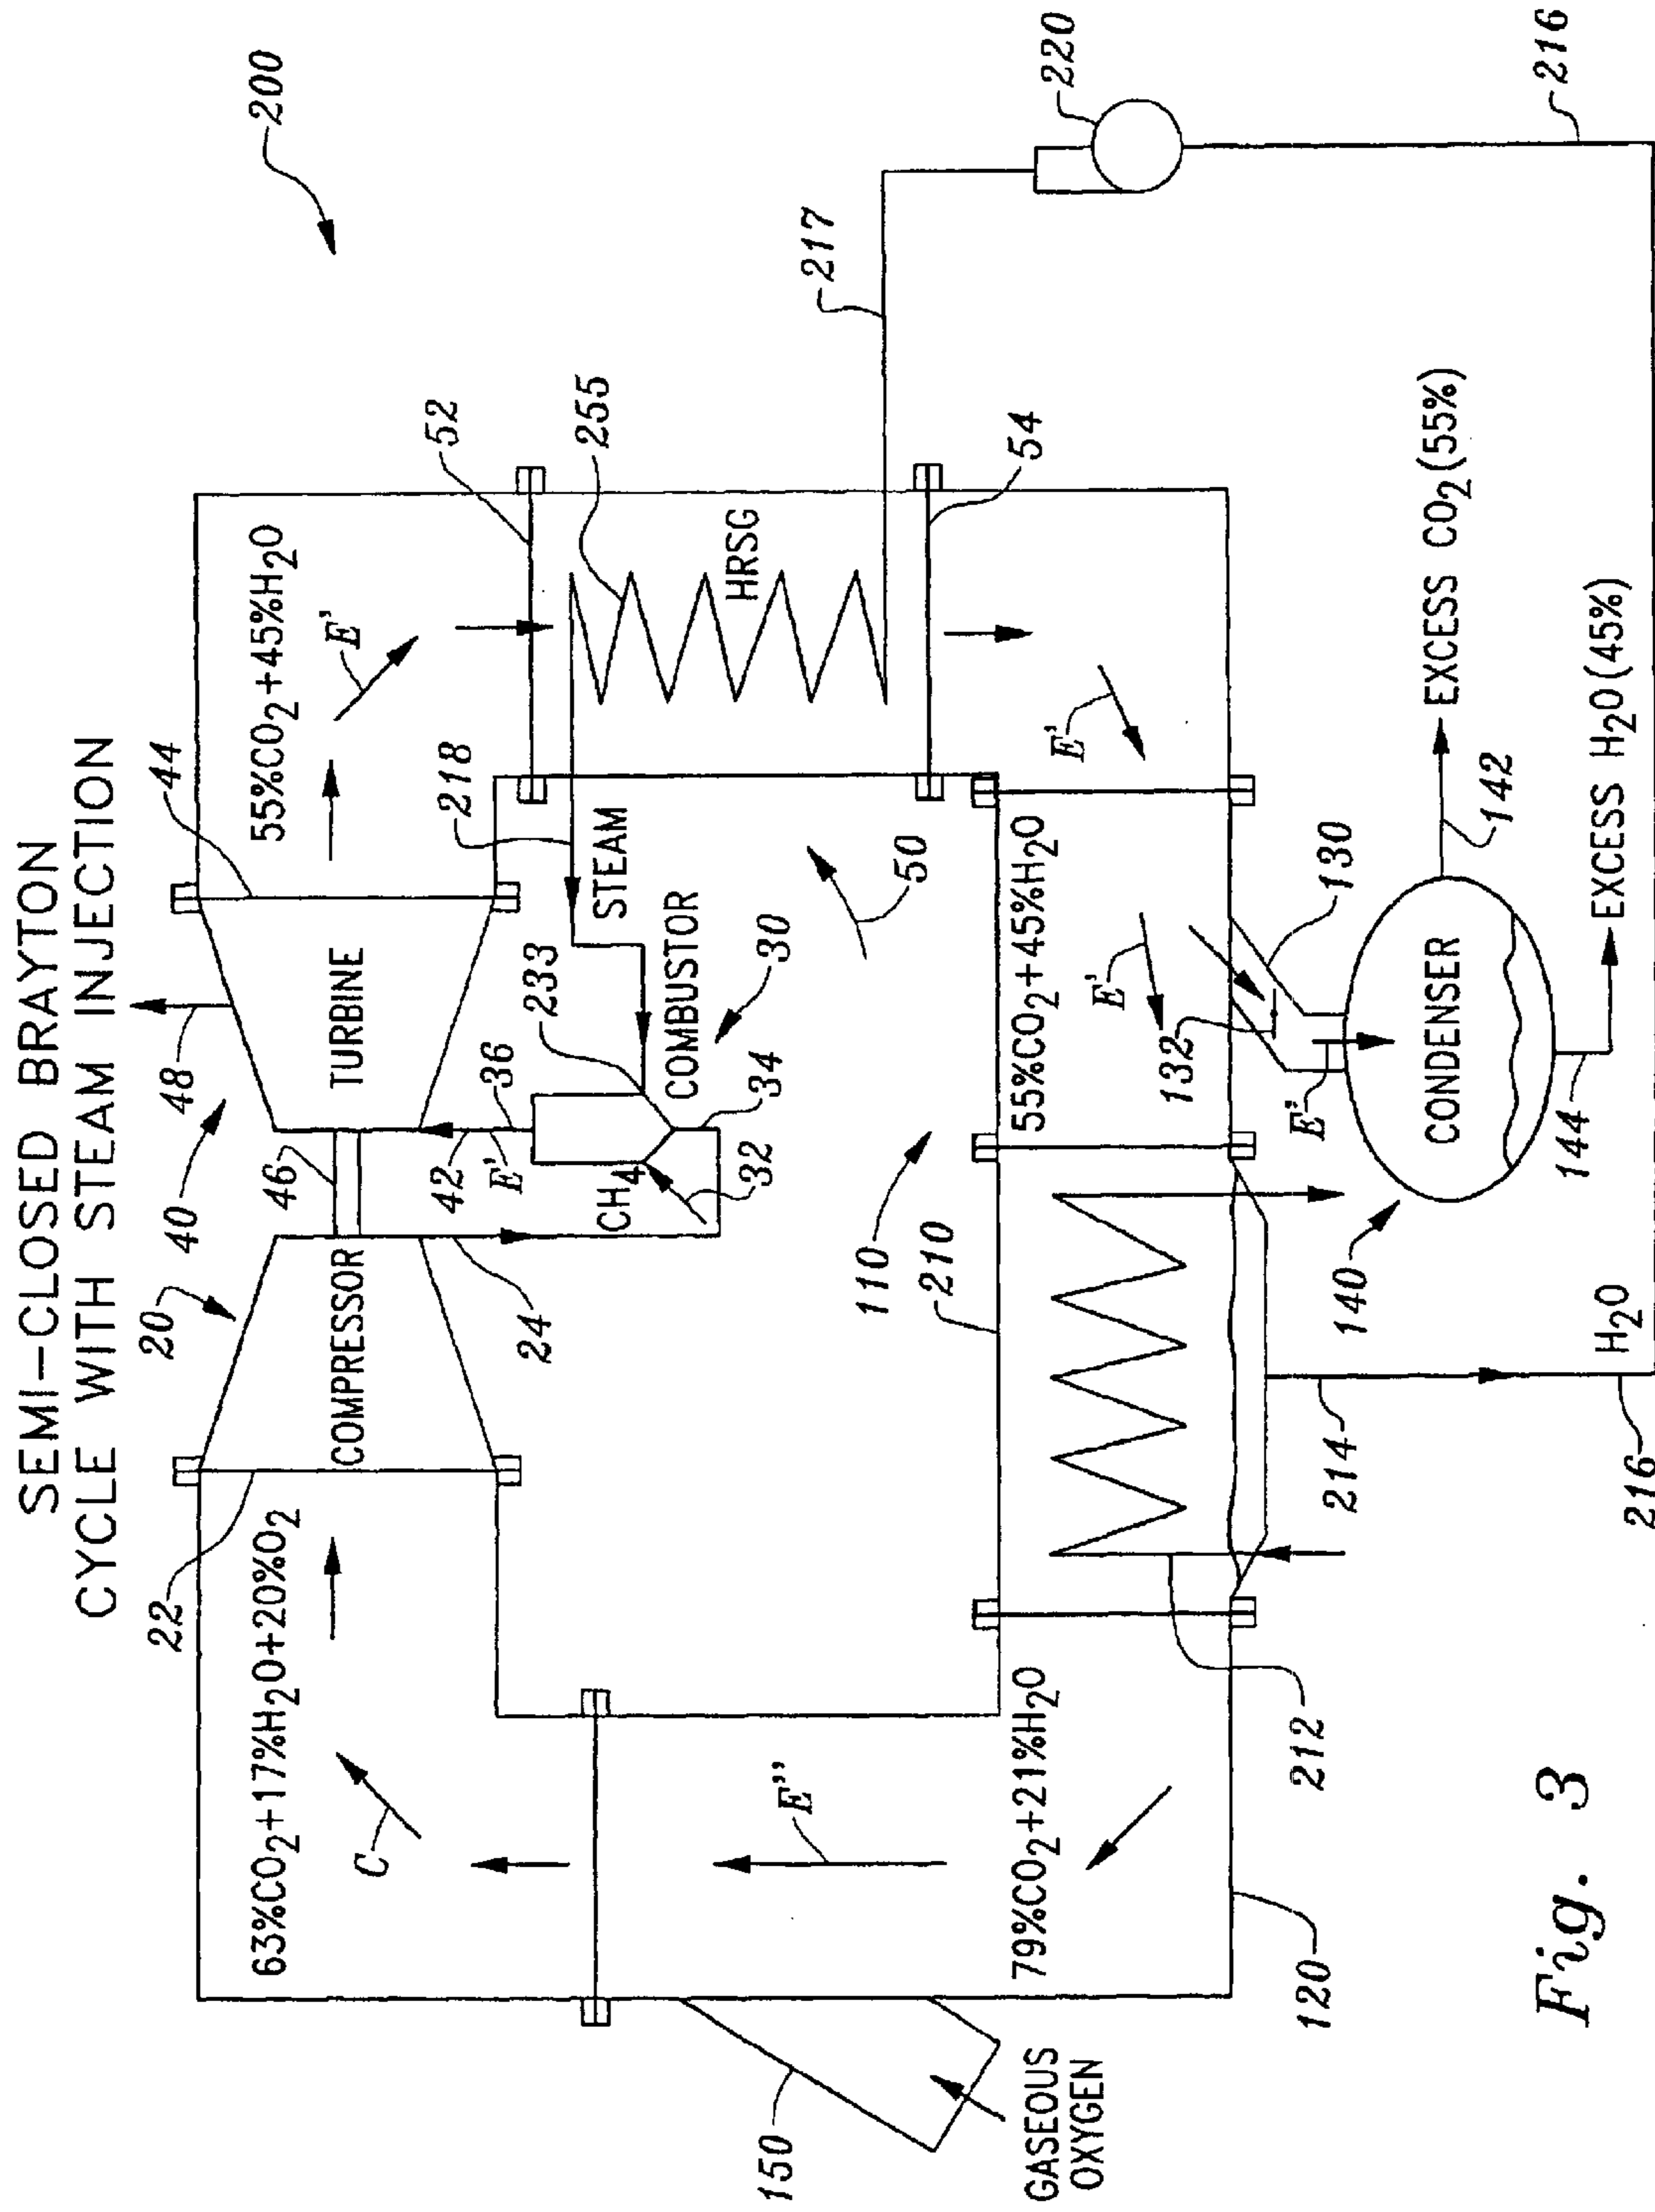 SEMI-CLOSED BRAYTON
CYCLE WITH STEAM INJECTION
200
20
40
48
44
22
46
COMPRESSOR
TURBINE
63%CO2+17%H2O+20%O2
55%CO2+45%H2O
C
E'
24
42
36
E'
218
52
CH4
32
34
233
STEAM
255
COMBUSTOR
30
HRSG
217
220
50
54
110
210
E''
79%CO2+21%H2O
55%CO2+45%H2O
E'
E'
132
130
E'
150
GASEOUS
OXYGEN
120
212
214
140
CONDENSER
142
EXCESS CO2(55%)
144
EXCESS H2O(45%)
H2O
216
216
Fig. 3